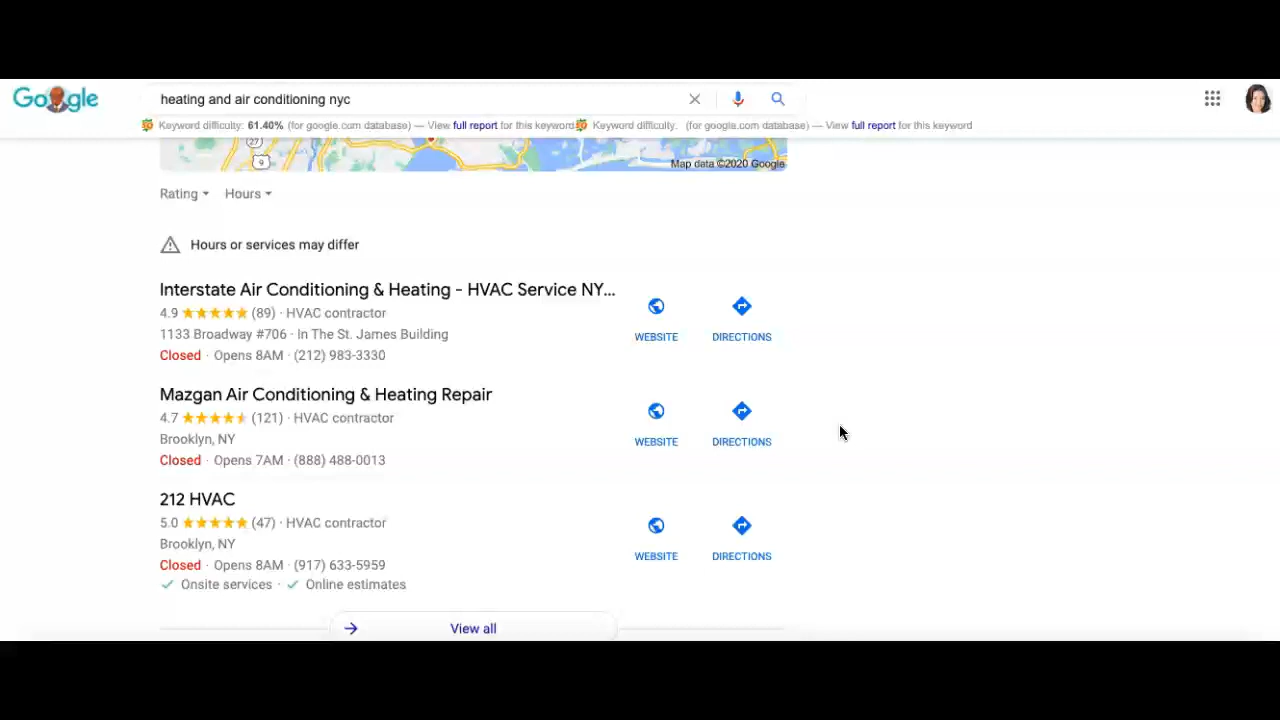 Google
heating and air conditioning nyc
Keyword difficulty: 61.40% (for google.com database) — View full report for this keyword Keyword difficulty. (for google.com database) — View full report for this keyword
27
9
Map data ©2020 Google
Rating Hours
Hours or services may differ
Interstate Air Conditioning & Heating - HVAC Service NY...
4.9 (89) · HVAC contractor
1133 Broadway #706 · In The St. James Building
Closed · Opens 8AM · (212) 983-3330
WEBSITE DIRECTIONS
Mazgan Air Conditioning & Heating Repair
4.7 (121) · HVAC contractor
Brooklyn, NY
Closed · Opens 7AM · (888) 488-0013
WEBSITE DIRECTIONS
212 HVAC
5.0 (47) · HVAC contractor
Brooklyn, NY
Closed · Opens 8AM · (917) 633-5959
Onsite services · Online estimates
WEBSITE DIRECTIONS
View all